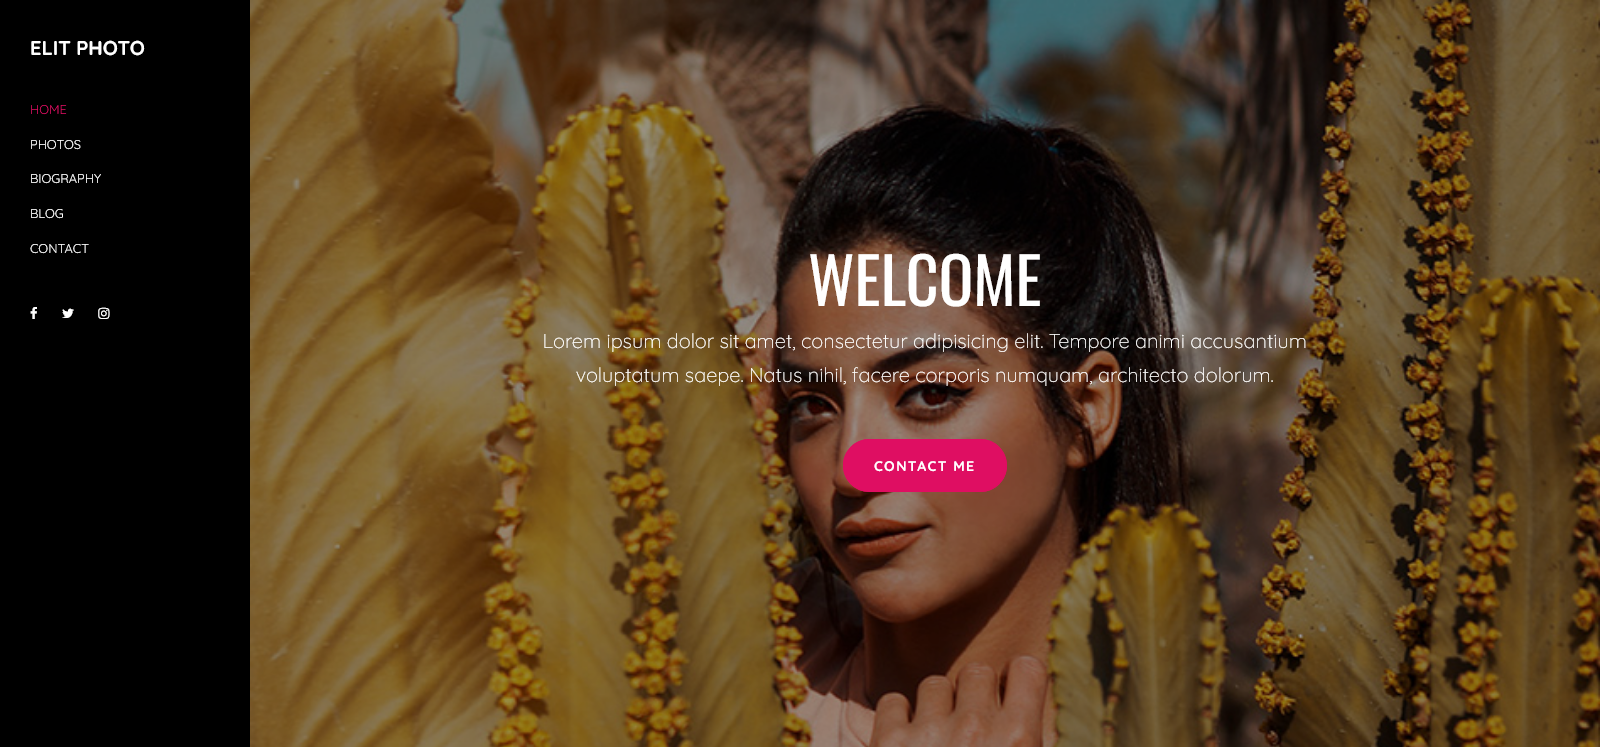 ELIT PHOTO
HOME
PHOTOS
BIOGRAPHY
BLOG
CONTACT
WELCOME
Lorem ipsum dolor sit amet, consectetur adipisicing elit. Tempore animi accusantium
voluptatum saepe. Natus nihil, facere corporis numquam, architecto dolorum.
CONTACT ME